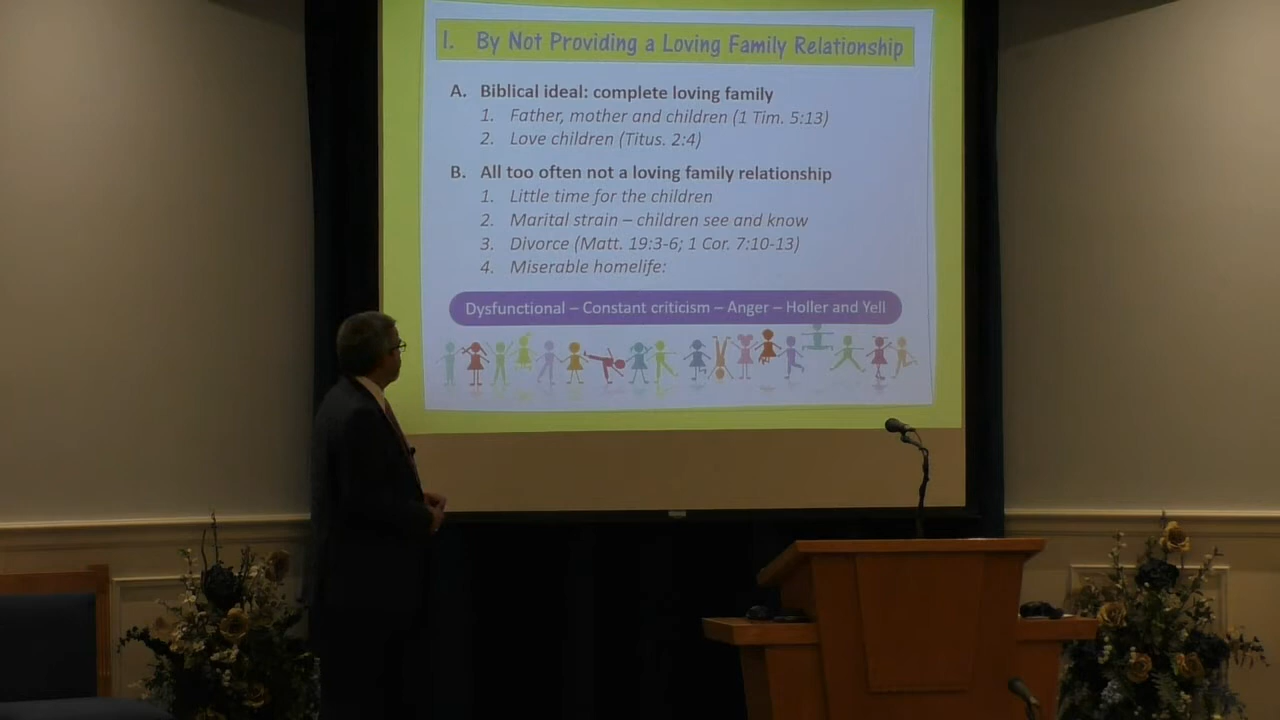 I. By Not Providing a Loving Family Relationship
A. Biblical ideal: complete loving family
1. Father, mother and children (1 Tim. 5:13)
2. Love children (Titus. 2:4)
B. All too often not a loving family relationship
1. Little time for the children
2. Marital strain – children see and know
3. Divorce (Matt. 19:3-6; 1 Cor. 7:10-13)
4. Miserable homelife:
Dysfunctional – Constant criticism – Anger – Holler and Yell